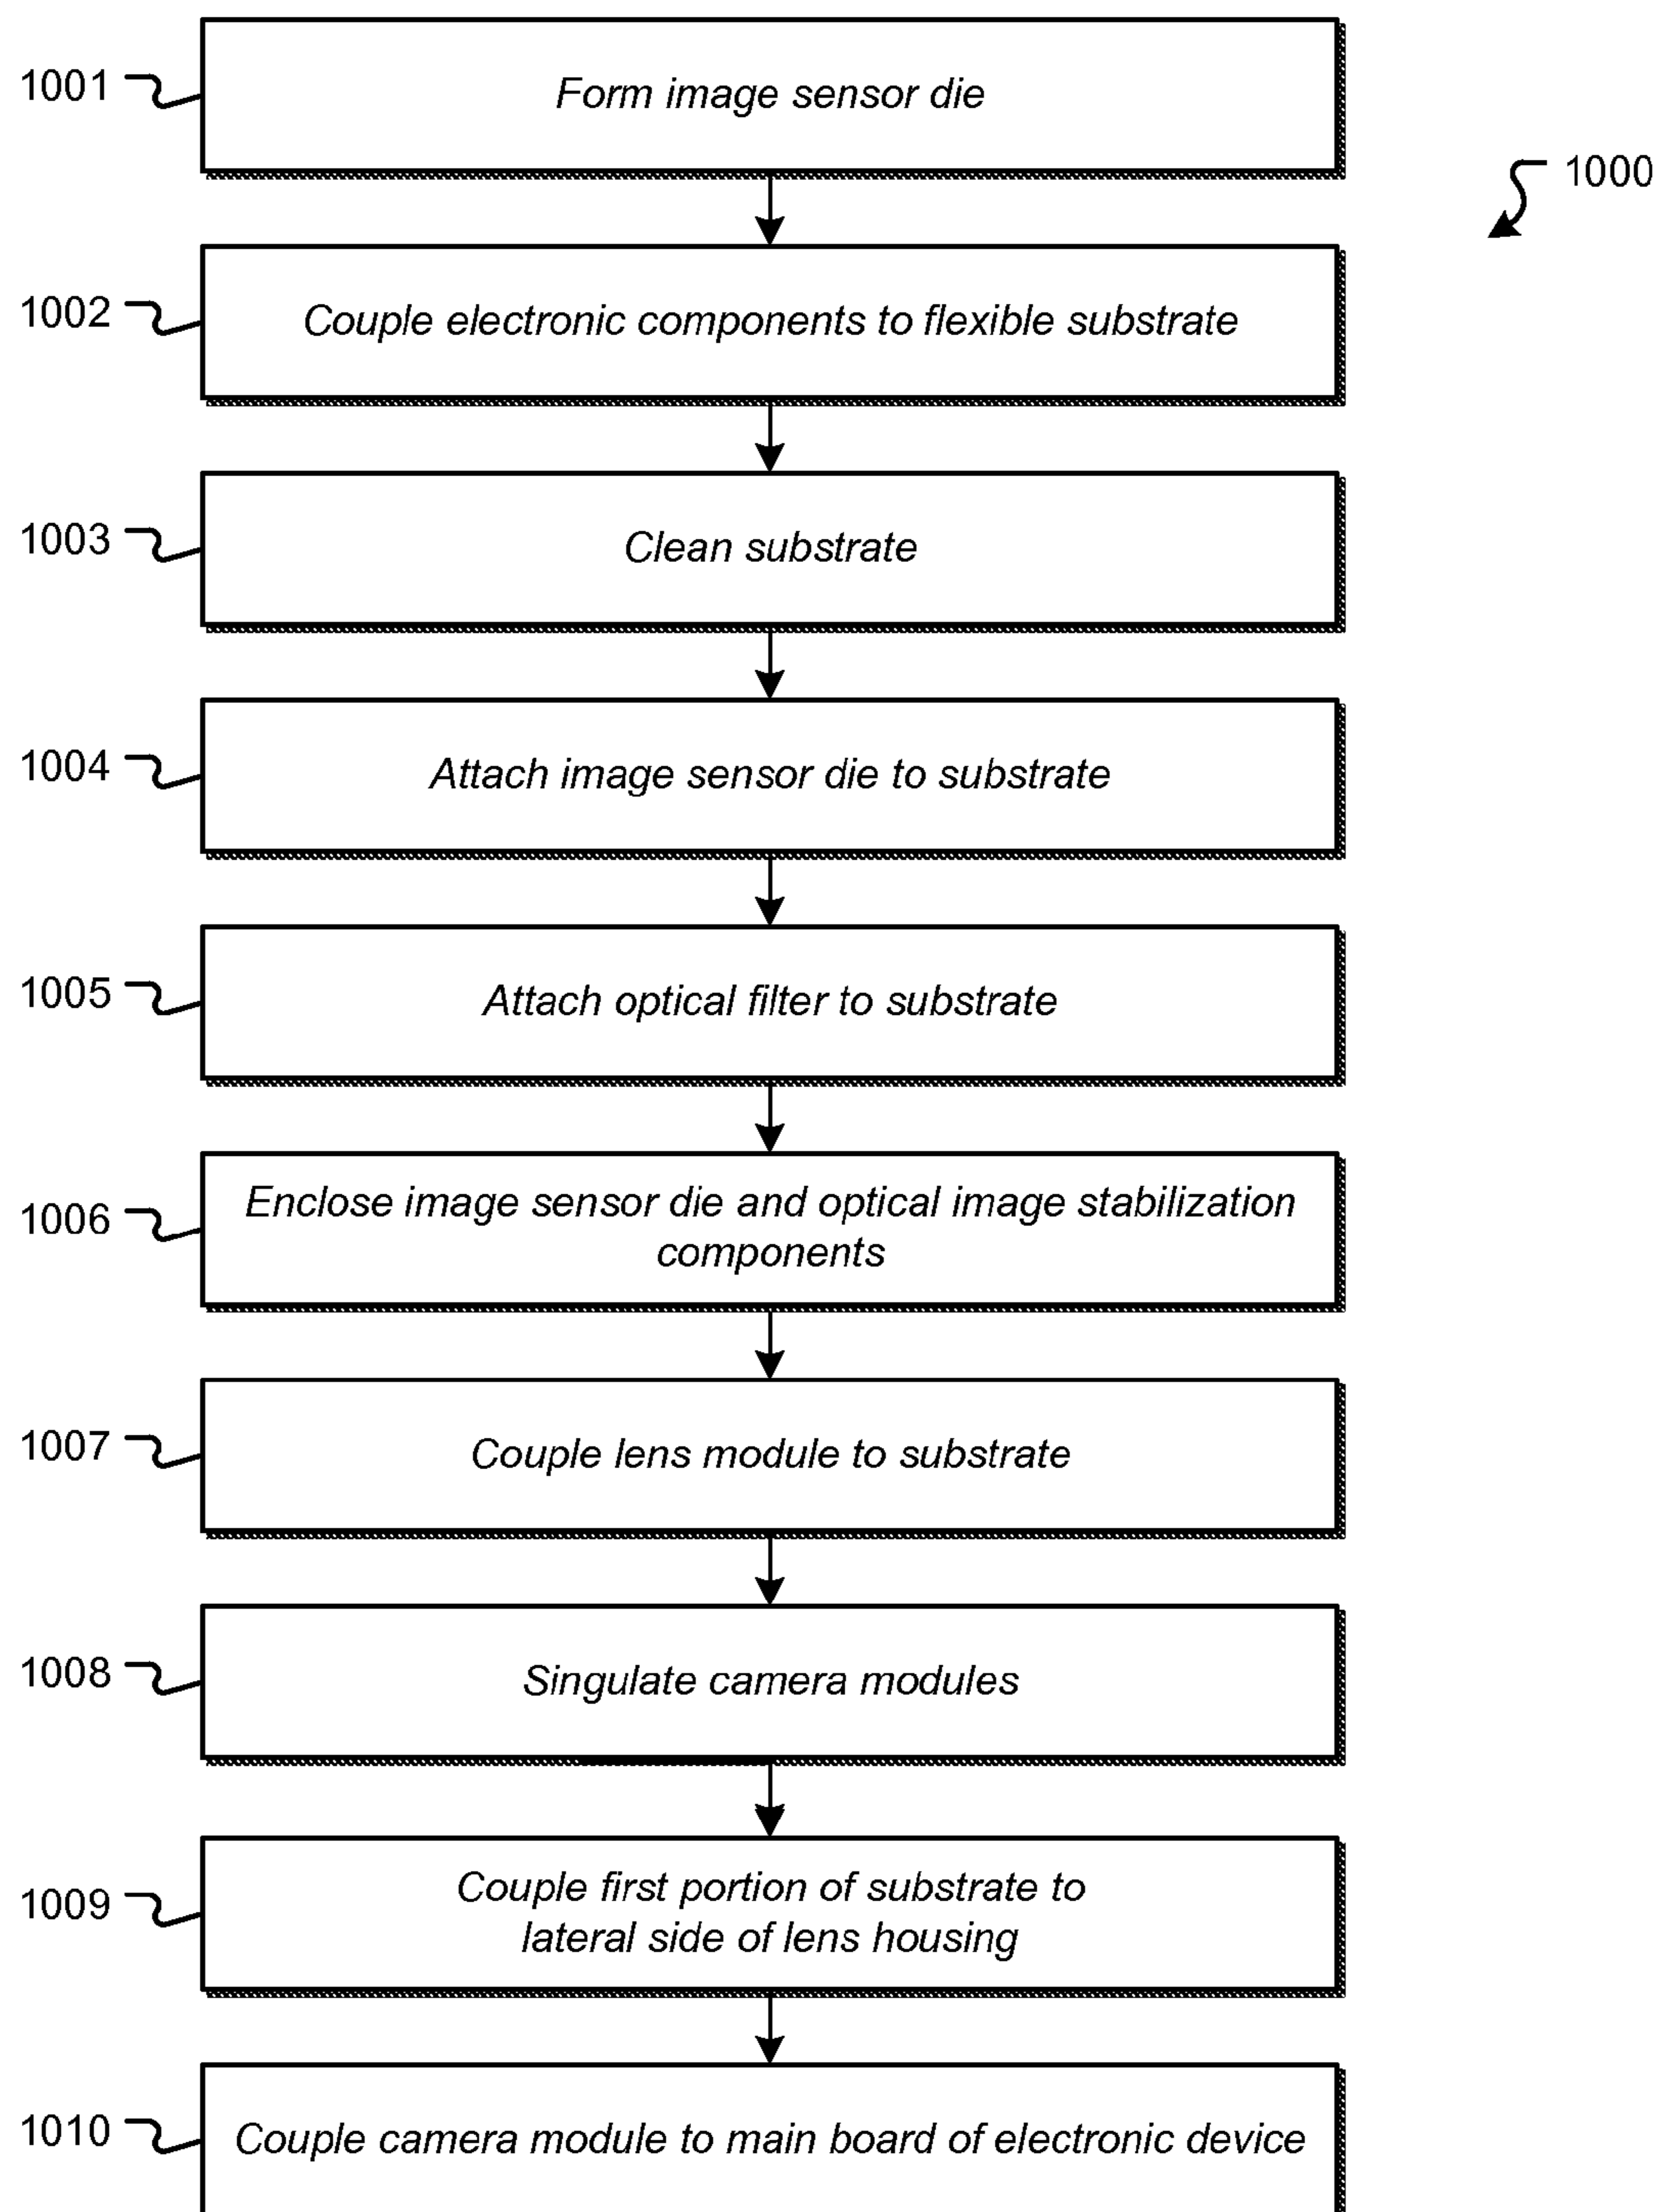 1001
Form image sensor die
1000
1002
Couple electronic components to flexible substrate
1003
Clean substrate
1004
Attach image sensor die to substrate
1005
Attach optical filter to substrate
1006
Enclose image sensor die and optical image stabilization
components
1007
Couple lens module to substrate
1008
Singulate camera modules
1009
Couple first portion of substrate to
lateral side of lens housing
1010
Couple camera module to main board of electronic device